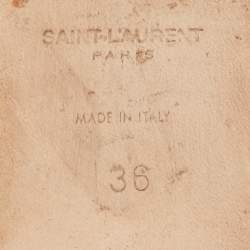 SAINT LAURENT
PARIS
MADE IN ITALY
36